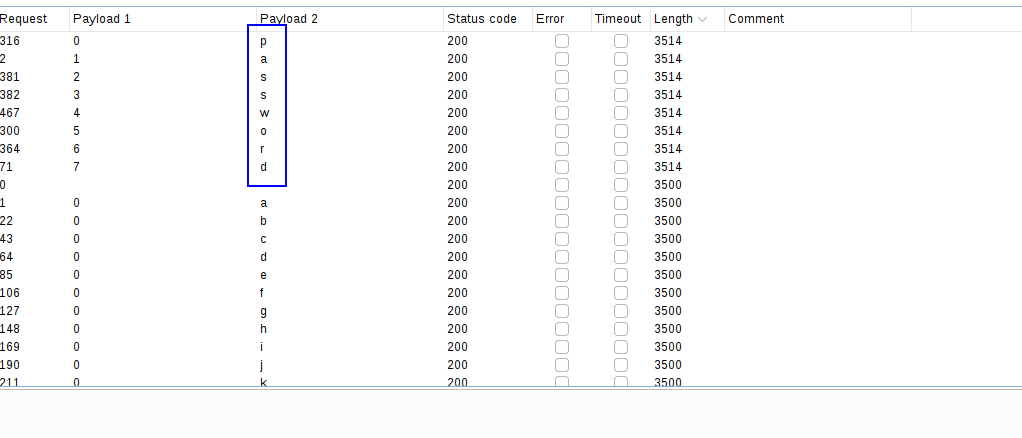 Request Payload 1 Payload 2 Status code Error Timeout Length Comment
316 0 p 200 3514
2 1 a 200 3514
381 2 s 200 3514
382 3 s 200 3514
467 4 w 200 3514
300 5 o 200 3514
364 6 r 200 3514
71 7 d 200 3514
0 200 3500
1 0 a 200 3500
22 0 b 200 3500
43 0 c 200 3500
64 0 d 200 3500
85 0 e 200 3500
106 0 f 200 3500
127 0 g 200 3500
148 0 h 200 3500
169 0 i 200 3500
190 0 j 200 3500
211 0 k 200 3500